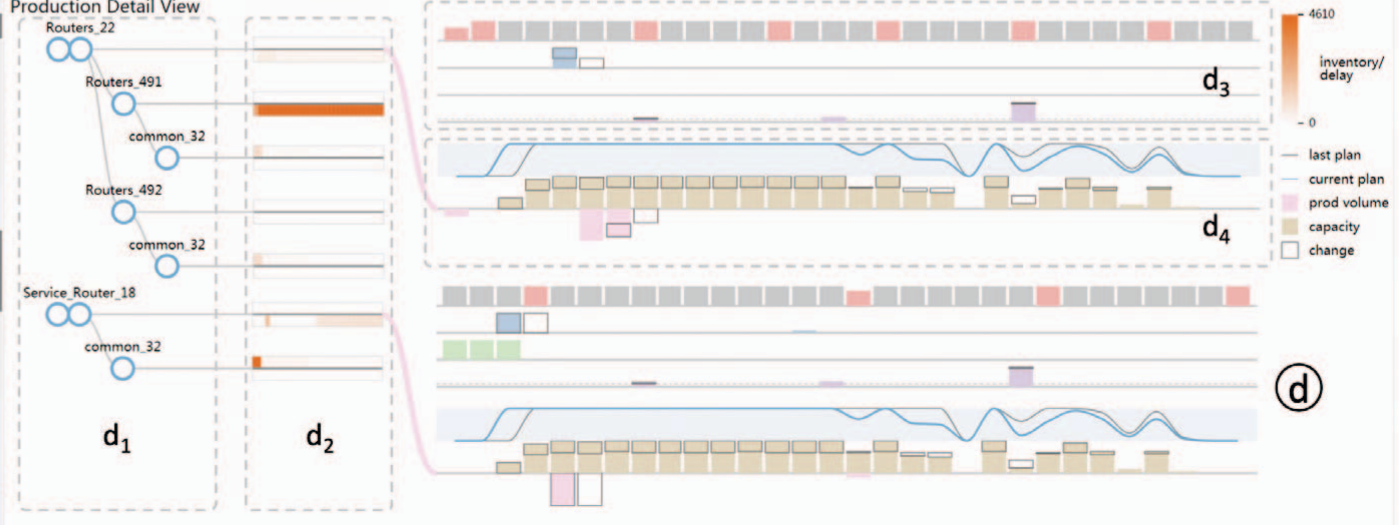 Production Detail View
Routers_22
Routers_491
common_32
Routers_492
common_32
Service_Router_18
common_32
d1
d2
d3
d4
d
4610
inventory/
delay
0
last plan
current plan
prod volume
capacity
change